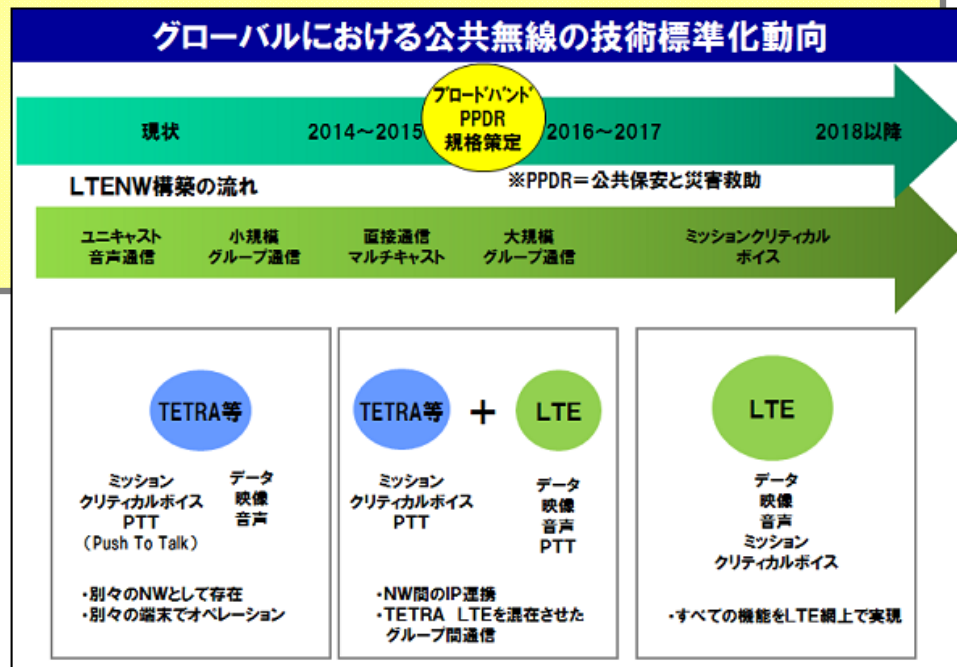 グローバルにおける公共無線の技術標準化動向
現状
2014～2015
ブロードバンド
PPDR
規格策定
2016～2017
2018以降
LTENW構築の流れ
※PPDR＝公共保安と災害救助
ユニキャスト
音声通信
小規模
グループ通信
直接通信
マルチキャスト
大規模
グループ通信
ミッションクリティカル
ボイス
TETRA等
ミッション
クリティカルボイス
PTT
（Push To Talk）
データ
映像
音声
・別々のNWとして存在
・別々の端末でオペレーション
TETRA等
+
LTE
ミッション
クリティカルボイス
PTT
データ
映像
音声
PTT
・NW間のIP連携
・TETRA LTEを混在させた
グループ間通信
LTE
データ
映像
音声
ミッション
クリティカルボイス
・すべての機能をLTE網上で実現